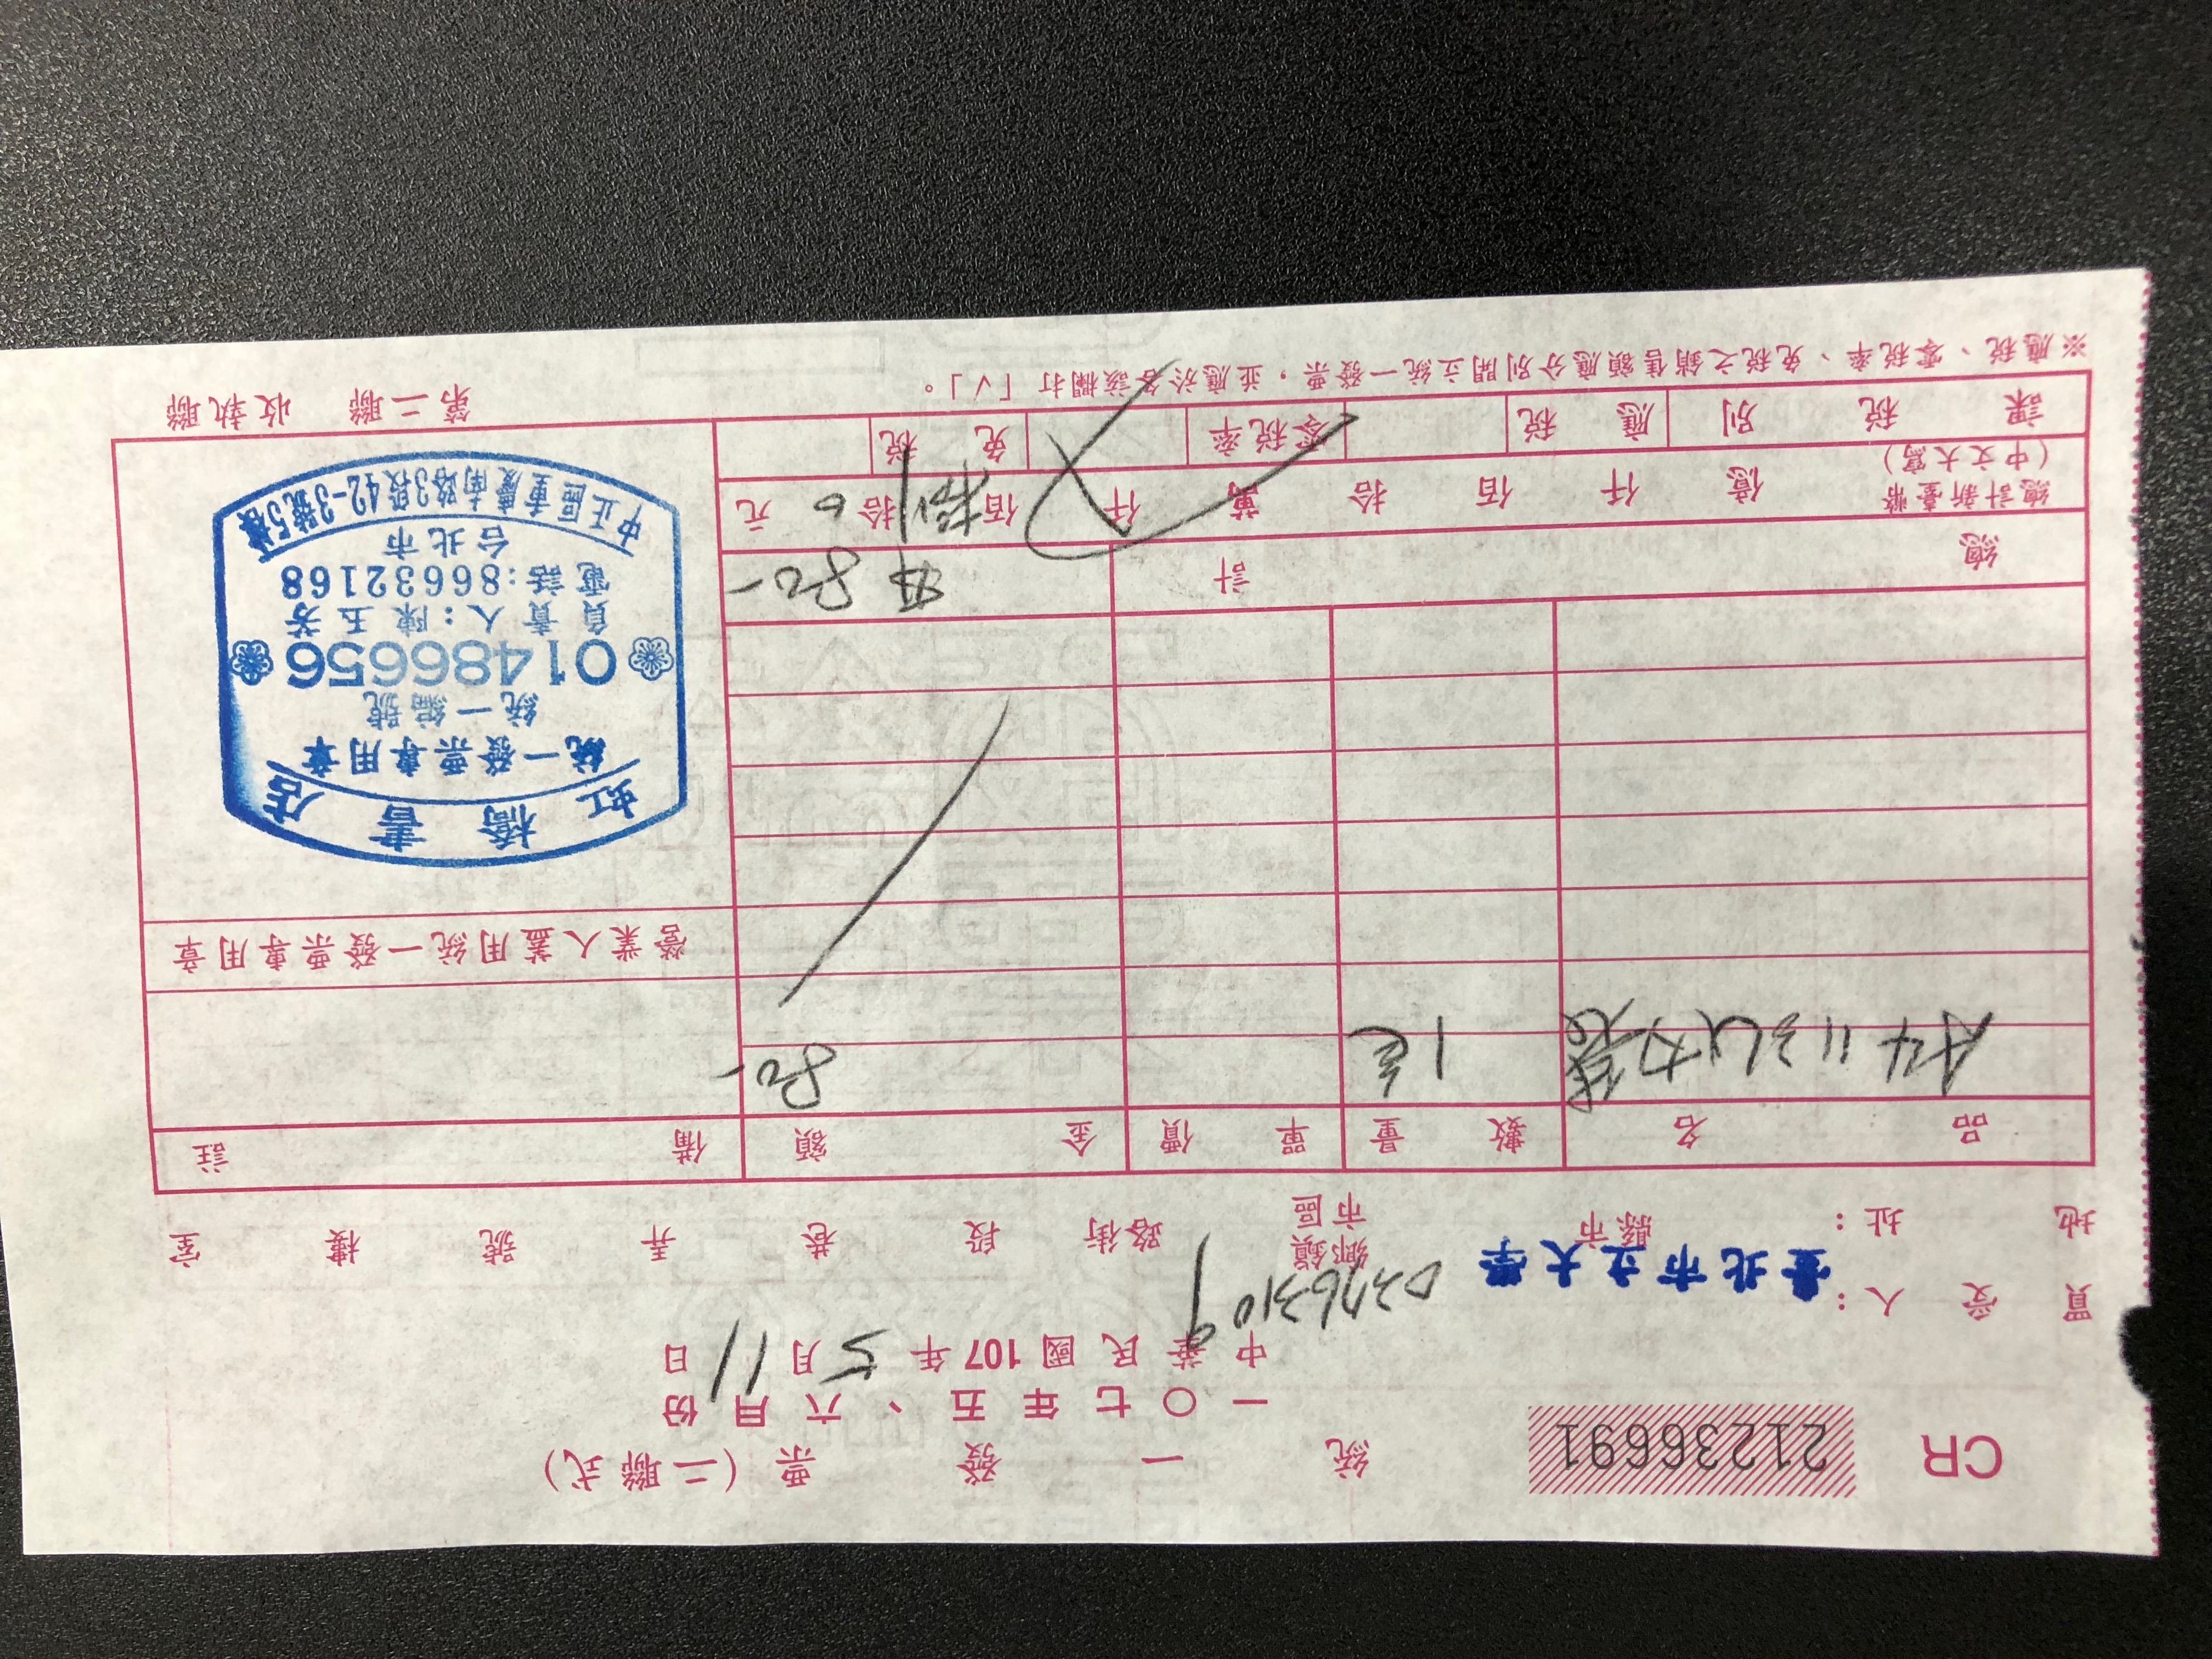 CR 21236691 統一發票(二聯式)
一〇七年五、六月份
中華民國107年5月11日
買受人: 臺北市立大學 03763109
地址: 縣市 鄉鎮市區 路街 段 巷 弄 號 樓 室
品名 數量 單價 金額 備註
A4 11孔內袋 1包 80-
營業人蓋用統一發票專用章
虹橋書店
統一發票專用章
統一編號
01486656
負責人:陳玉芳
電話:86632168
台北市
中正區重慶南路3段42-3號5樓
總計 80-
總計新臺幣(中文大寫) 億 仟 佰 拾 萬 仟 佰 捌拾0元
課稅別 應稅 零稅率 免稅
第二聯 收執聯
※應稅、零稅率、免稅之銷售額應分別開立統一發票,並應於各該欄打「√」。